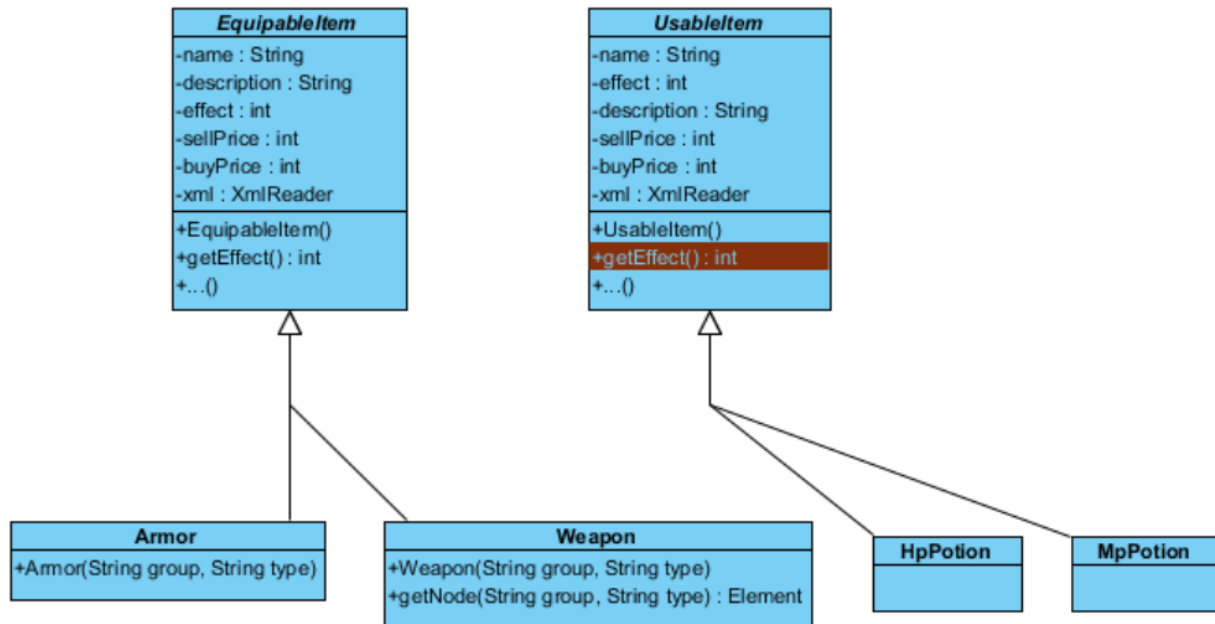 EquipableItem
-name : String
-description : String
-effect : int
-sellPrice : int
-buyPrice : int
-xml : XmlReader
+EquipableItem()
+getEffect() : int
+...()
UsableItem
-name : String
-effect : int
-description : String
-sellPrice : int
-buyPrice : int
-xml : XmlReader
+UsableItem()
+getEffect() : int
+...()
Armor
+Armor(String group, String type)
Weapon
+Weapon(String group, String type)
+getNode(String group, String type) : Element
HpPotion
MpPotion